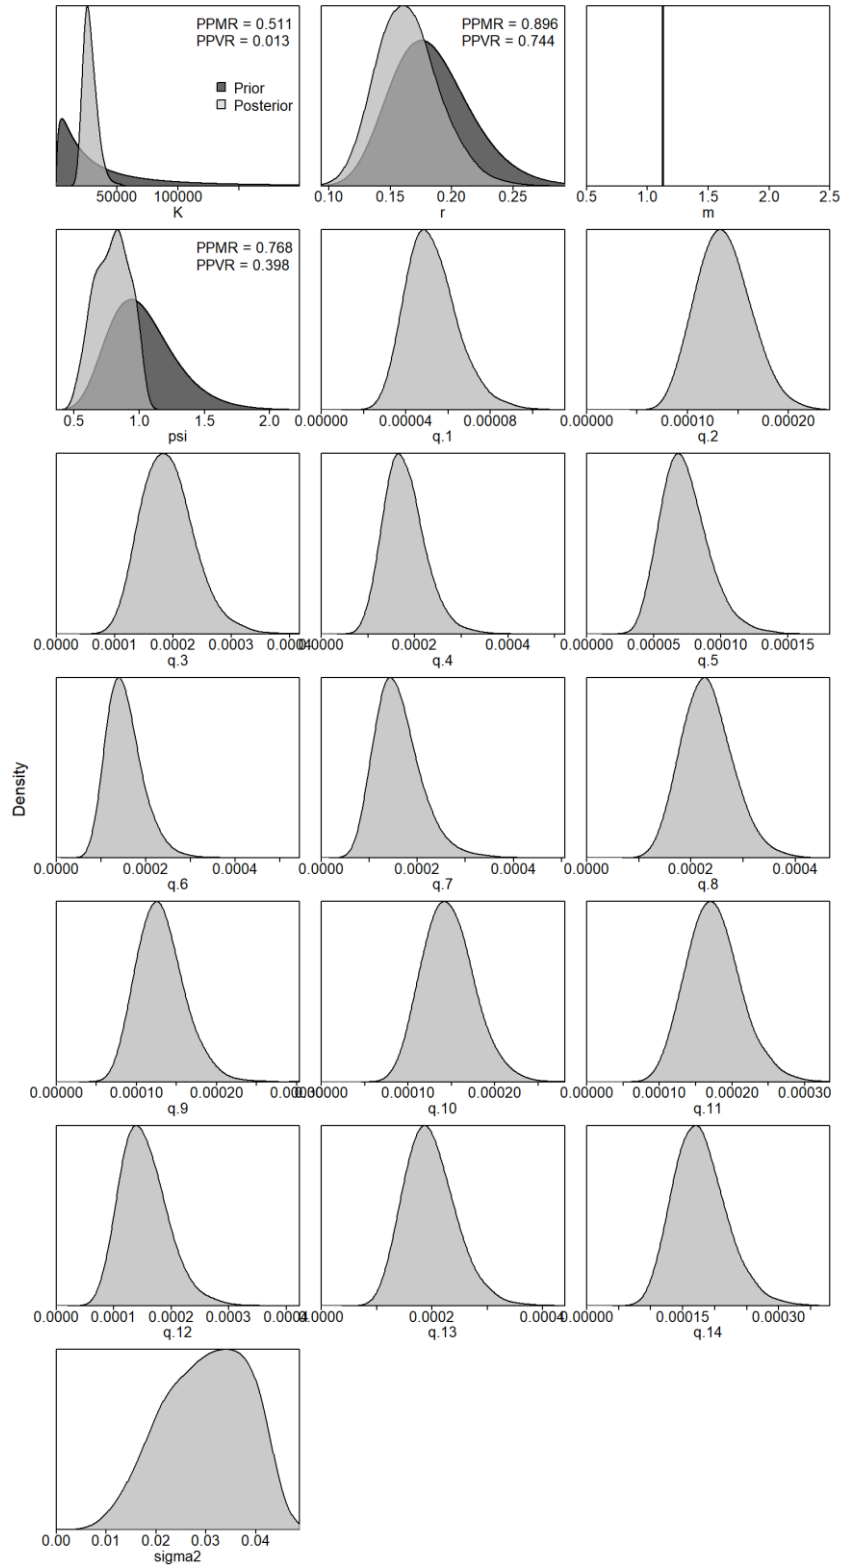 PPMR = 0.511
PPVR = 0.013
Prior
Posterior
50000 100000
K
PPMR = 0.896
PPVR = 0.744
0.10 0.15 0.20 0.25
r
0.5 1.0 1.5 2.0 2.5
m
PPMR = 0.768
PPVR = 0.398
0.5 1.0 1.5 2.0
psi
0.00000 0.00004 0.00008
q.1
0.00000 0.00010 0.00020
q.2
0.0000 0.0001 0.0002 0.0003 0.0004
q.3
0.0000 0.0002 0.0004
q.4
0.00000 0.00005 0.00010 0.00015
q.5
Density
0.0000 0.0002 0.0004
q.6
0.0000 0.0002 0.0004
q.7
0.0000 0.0002 0.0004
q.8
0.00000 0.00010 0.00020 0.00030
q.9
0.00000 0.00010 0.00020
q.10
0.00000 0.00010 0.00020 0.00030
q.11
0.0000 0.0001 0.0002 0.0003 0.0004
q.12
0.0000 0.0002 0.0004
q.13
0.00000 0.00015 0.00030
q.14
0.00 0.01 0.02 0.03 0.04
sigma2